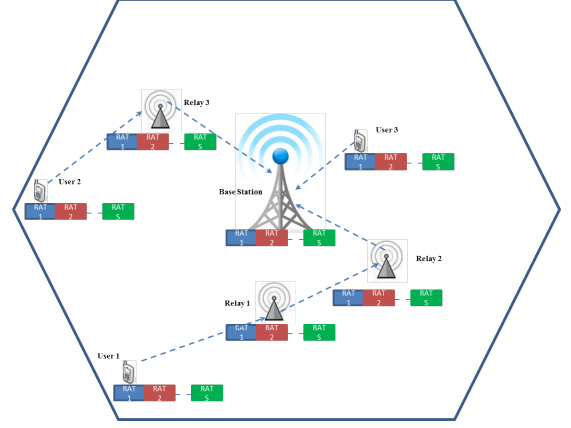 Relay 3
RAT 
1
RAT 
2
RAT 
S
User 3
RAT 
1
RAT 
2
RAT 
S
User 2
RAT 
1
RAT 
2
RAT 
S
Base Station
RAT 
1
RAT 
2
RAT 
S
Relay 2
RAT 
1
RAT 
2
RAT 
S
Relay 1
RAT 
1
RAT 
2
RAT 
S
User 1
RAT 
1
RAT 
2
RAT 
S